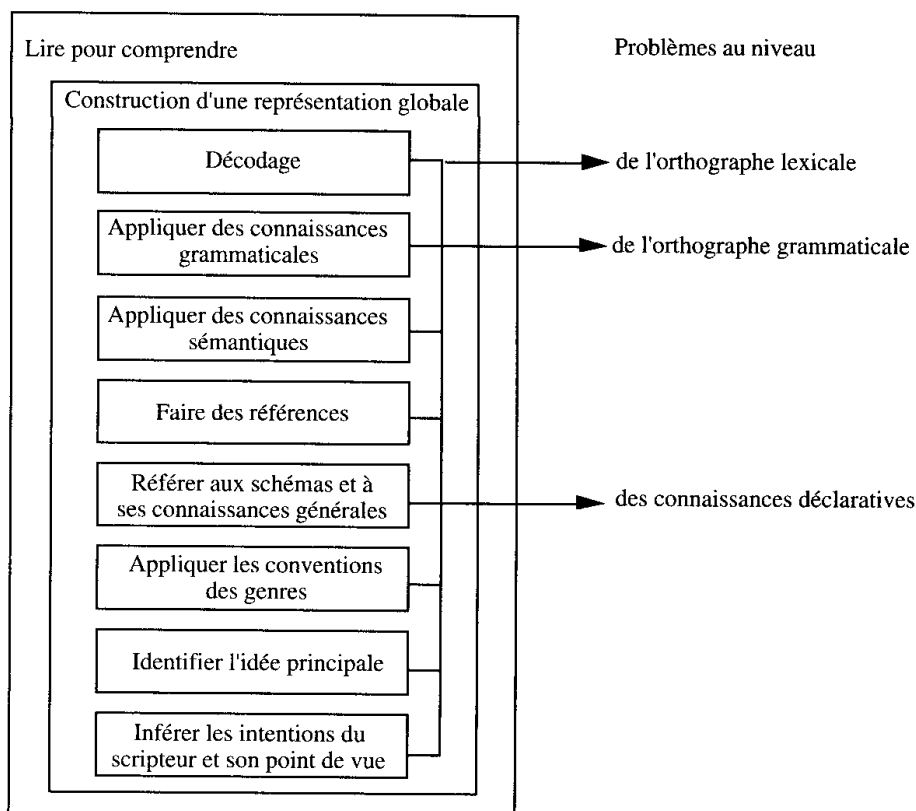 Lire pour comprendre
Problèmes au niveau
Construction d'une représentation globale
Décodage
de l'orthographe lexicale
Appliquer des connaissances
grammaticales
de l'orthographe grammaticale
Appliquer des connaissances
sémantiques
Faire des références
Référer aux schémas et à
ses connaissances générales
des connaissances déclaratives
Appliquer les conventions
des genres
Identifier l'idée principale
Inférer les intentions du
scripteur et son point de vue